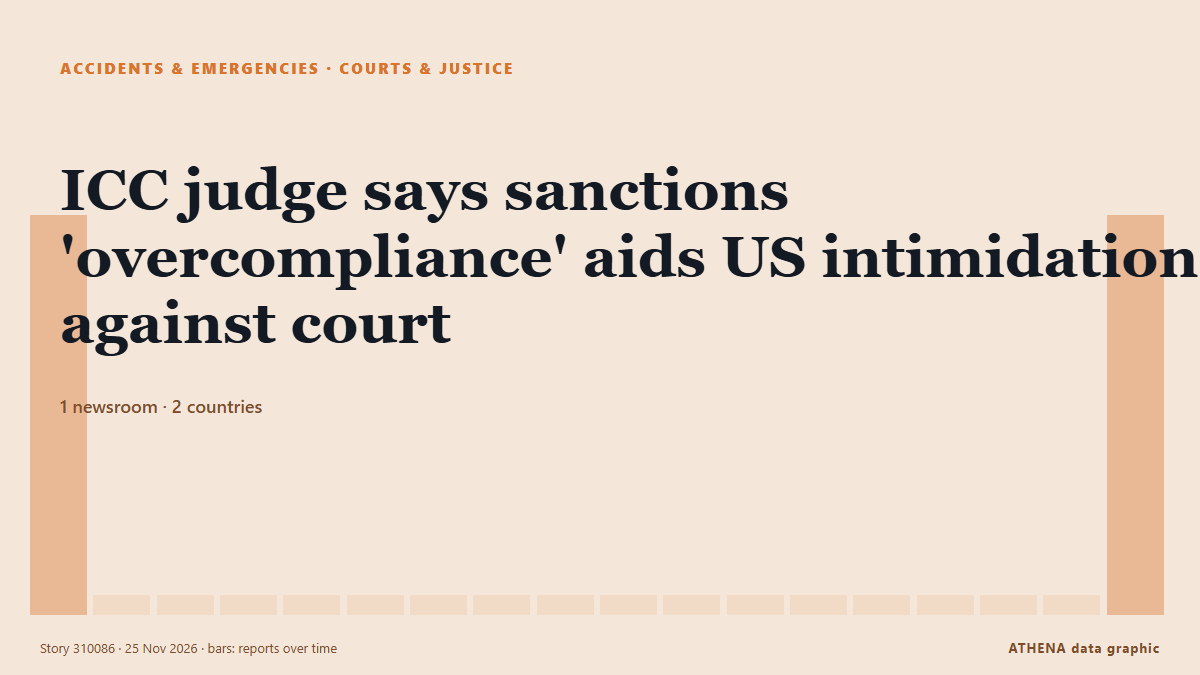 ACCIDENTS & EMERGENCIES · COURTS & JUSTICE
ICC judge says sanctions
'overcompliance' aids US intimidation
against court
1 newsroom · 2 countries
Story 310086 · 25 Nov 2026 · bars: reports over time
ATHENA data graphic